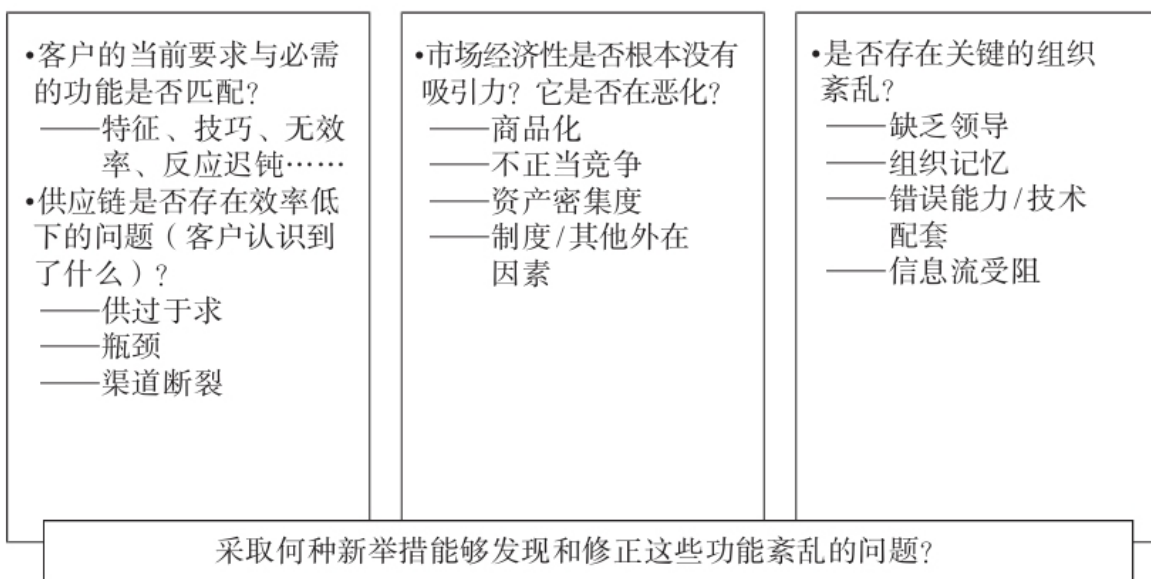 •客户的当前要求与必需
的功能是否匹配？
——特征、技巧、无效
率、反应迟钝……
•供应链是否存在效率低
下的问题（客户认识到
了什么）？
——供过于求
——瓶颈
——渠道断裂
•市场经济性是否根本没有
吸引力？它是否在恶化？
——商品化
——不正当竞争
——资产密集度
——制度/其他外在
因素
•是否存在关键的组织
紊乱？
——缺乏领导
——组织记忆
——错误能力/技术
配套
——信息流受阻
采取何种新举措能够发现和修正这些功能紊乱的问题？